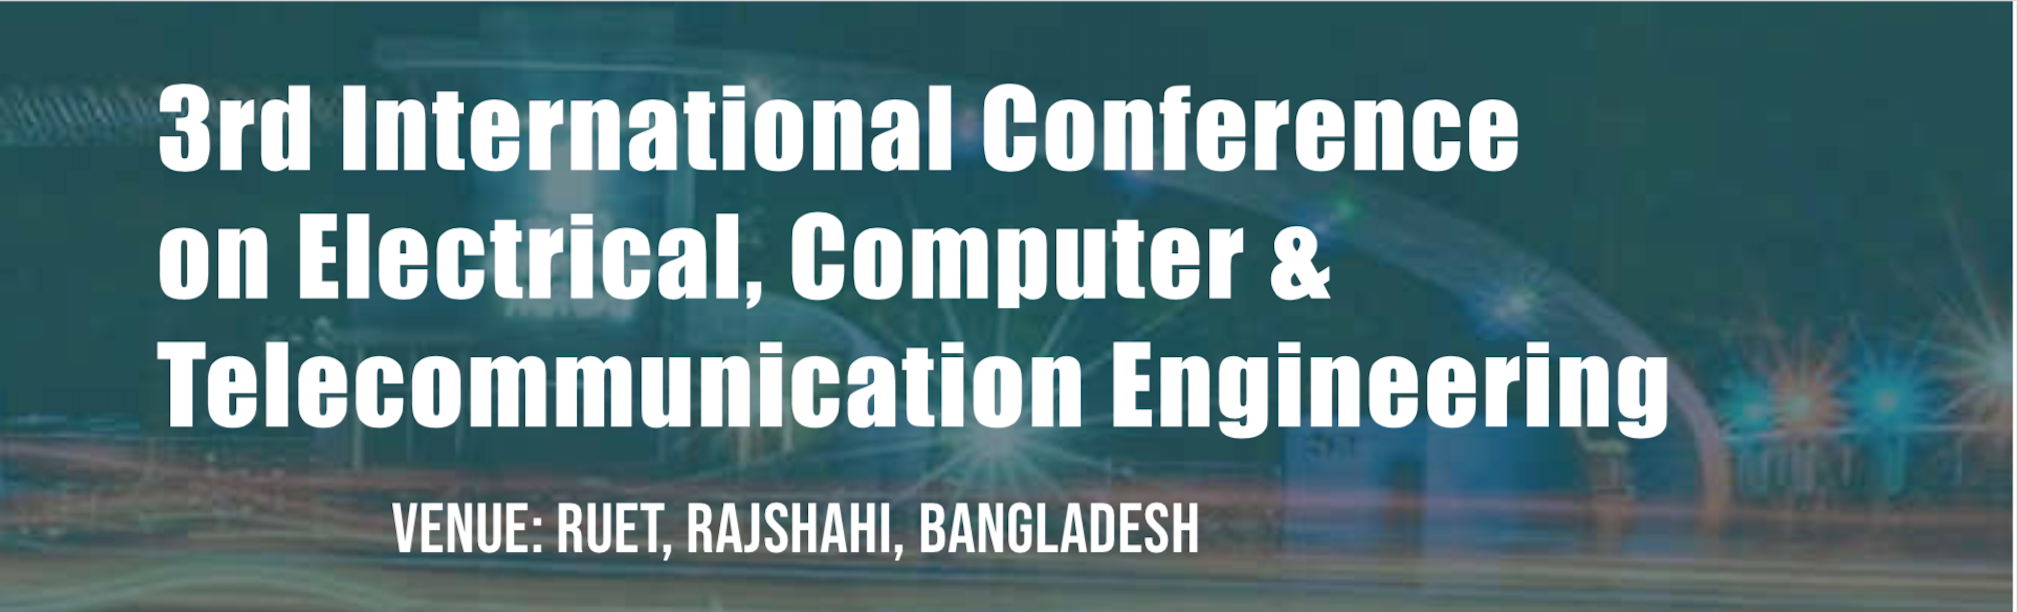 3rd International Conference
on Electrical, Computer &
Telecommunication Engineering
VENUE: RUET, RAJSHAHI, BANGLADESH